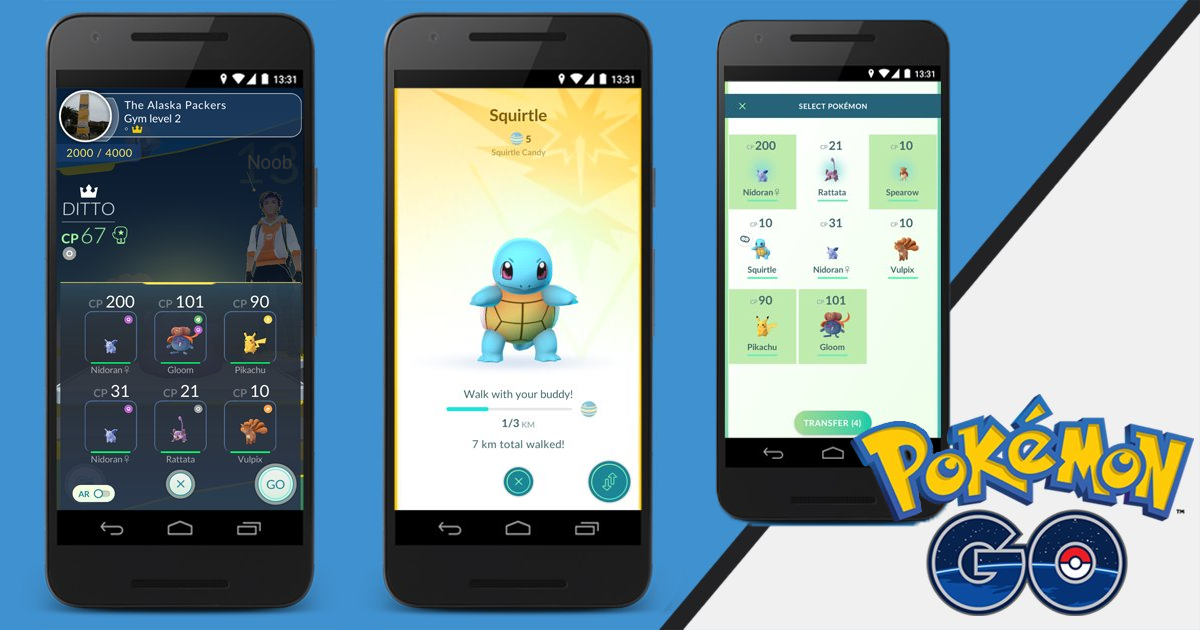 13:31
The Alaska Packers
Gym level 2
2000 / 4000
13
Noob
DITTO
CP 67
CP 200
CP 101
CP 90
Nidoran♀
Gloom
Pikachu
CP 31
CP 21
CP 10
Nidoran♀
Rattata
Vulpix
AR
GO
13:31
Squirtle
5
Squirtle Candy
Walk with your buddy!
1/3 KM
7 km total walked!
13:31
SELECT POKÉMON
CP 200
CP 21
CP 10
Nidoran♀
Rattata
Spearow
CP 10
CP 31
CP 10
Squirtle
Nidoran♀
Vulpix
CP 90
CP 101
Pikachu
Gloom
TRANSFER (4)
POKÉMON
TM
GO